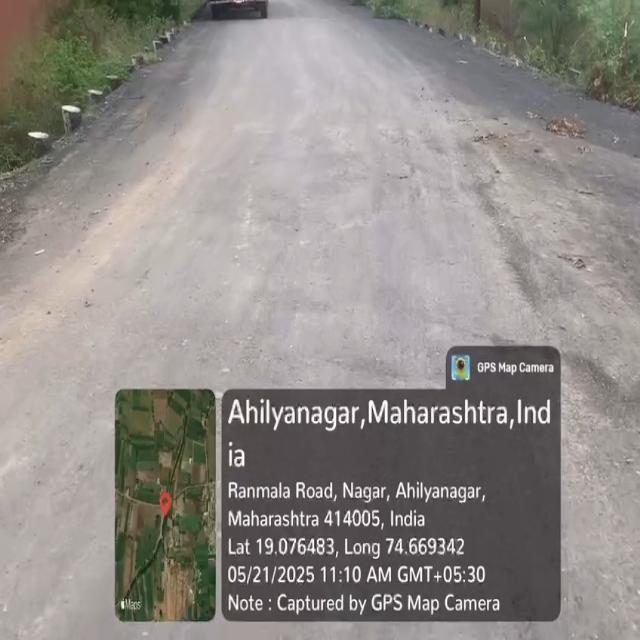 GPS Map Camera
Ahilyanagar,Maharashtra,Ind
ia
Ranmala Road, Nagar, Ahilyanagar,
Maharashtra 414005, India
Lat 19.076483, Long 74.669342
05/21/2025 11:10 AM GMT+05:30
Note : Captured by GPS Map Camera
Maps